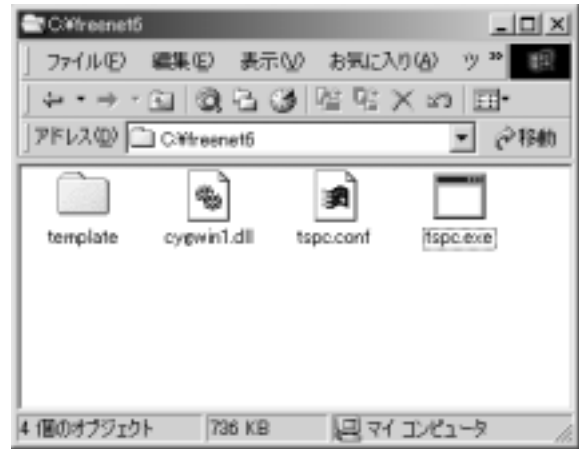 C:¥freenet6
ファイル(F) 編集(E) 表示(V) お気に入り(A) ツ »
アドレス(D) C:¥freenet6 移動
template cygwin1.dll tspc.conf tspc.exe
4 個のオブジェクト 736 KB マイ コンピュータ